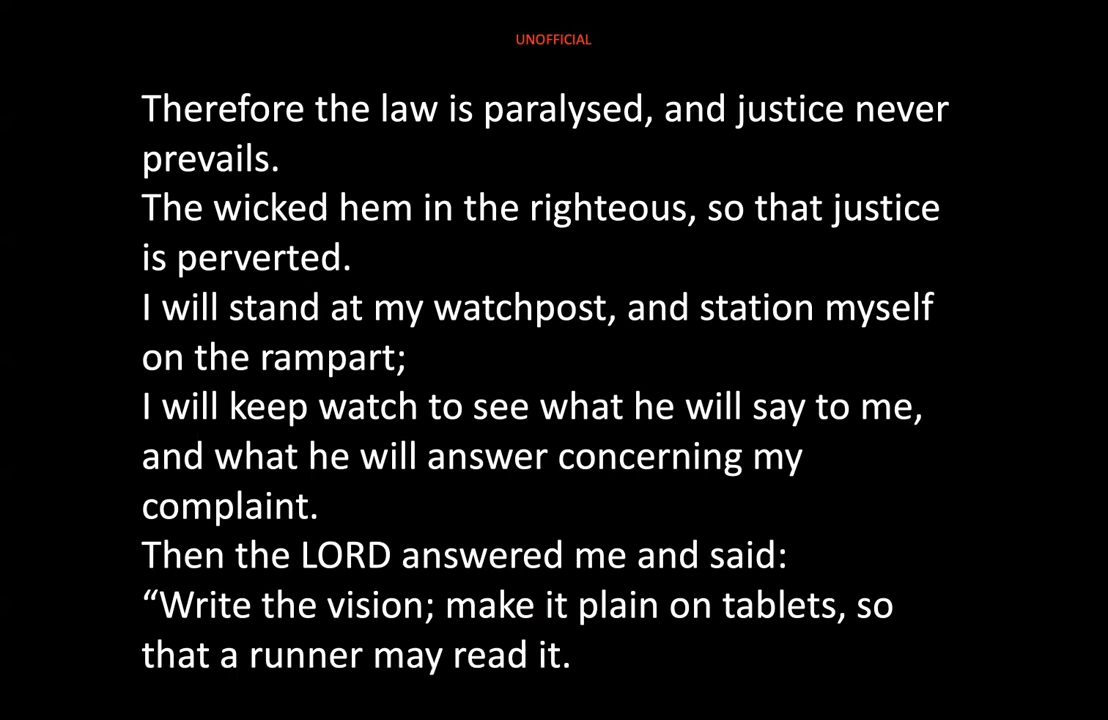 UNOFFICIAL
Therefore the law is paralysed, and justice never
prevails.
The wicked hem in the righteous, so that justice
is perverted.
I will stand at my watchpost, and station myself
on the rampart;
I will keep watch to see what he will say to me,
and what he will answer concerning my
complaint.
Then the LORD answered me and said:
“Write the vision; make it plain on tablets, so
that a runner may read it.